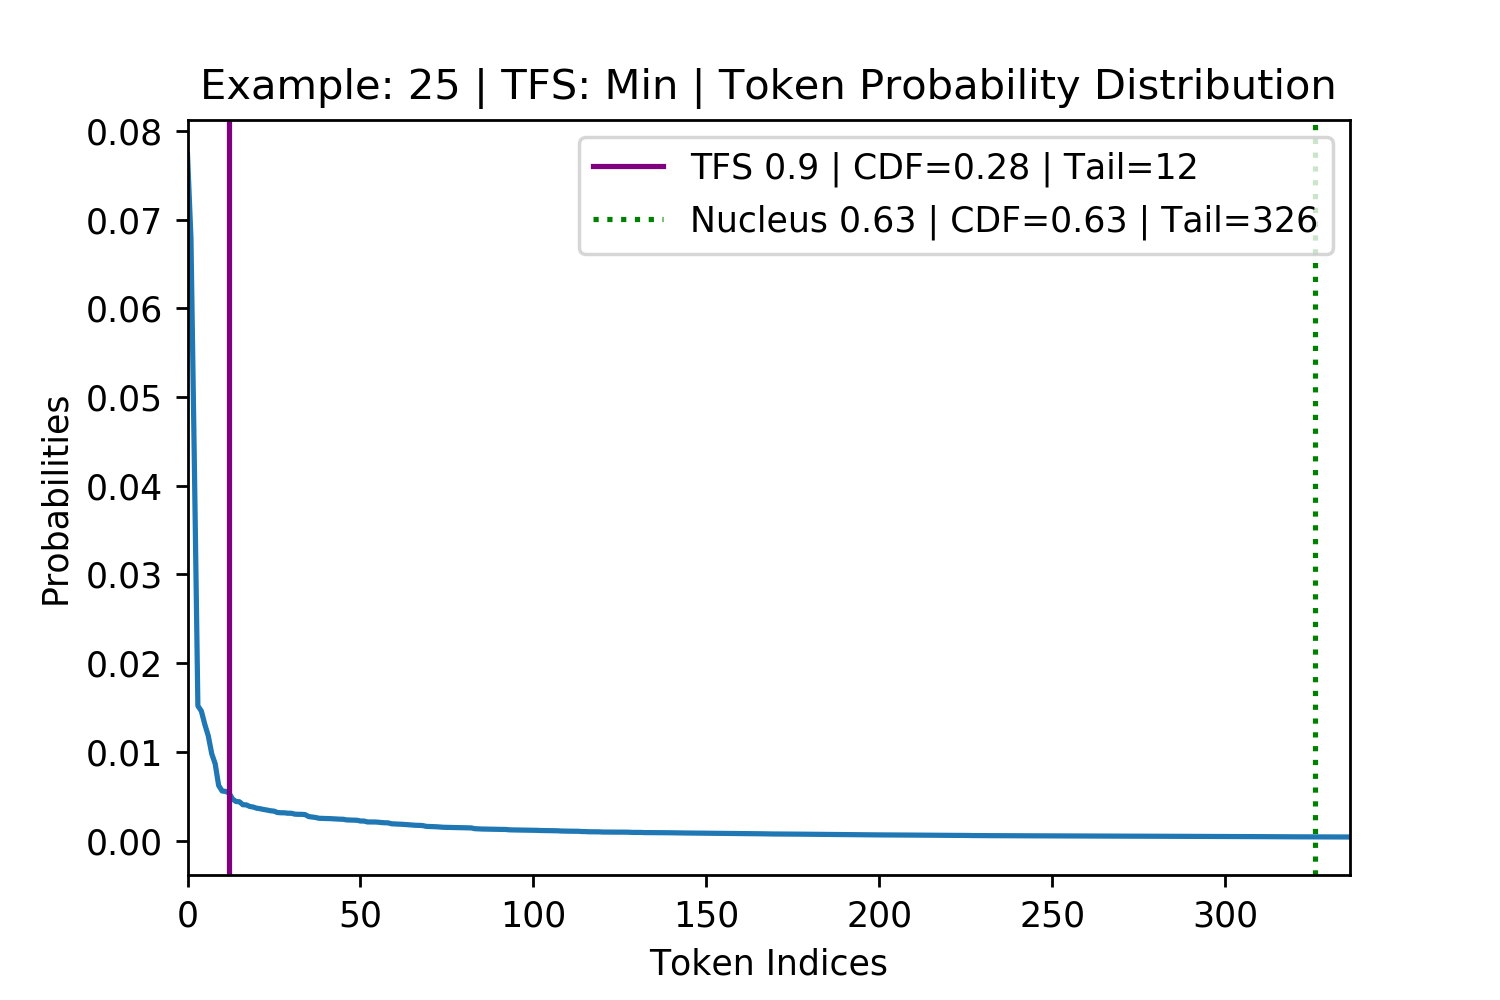 Example: 25 | TFS: Min | Token Probability Distribution
TFS 0.9 | CDF=0.28 | Tail=12
Nucleus 0.63 | CDF=0.63 | Tail=326
Probabilities
0.08
0.07
0.06
0.05
0.04
0.03
0.02
0.01
0.00
0 50 100 150 200 250 300
Token Indices